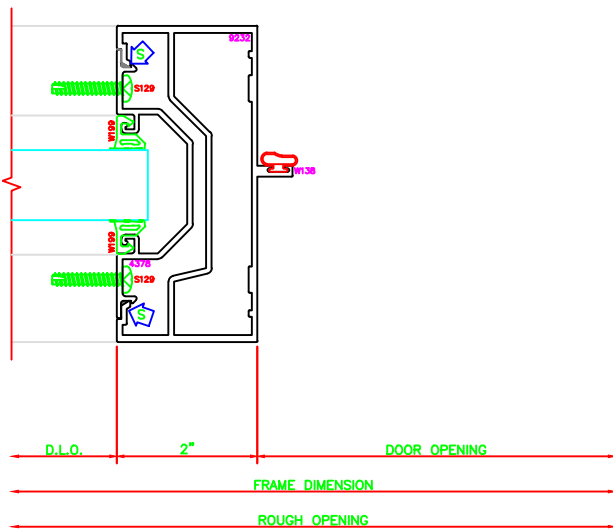 9232
S
S129
W199
W138
W199
4378
S129
S
D.L.O.
2"
DOOR OPENING
FRAME DIMENSION
ROUGH OPENING